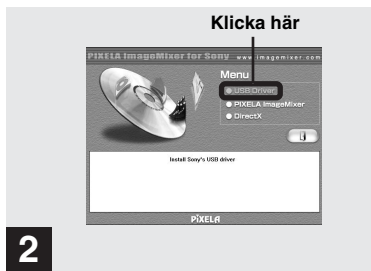 Klicka här
PIXELA ImageMixer for Sony www.imagemixer.com
Menu
USB Driver
PIXELA ImageMixer
DirectX
Install Sony's USB driver
PIXELA
2